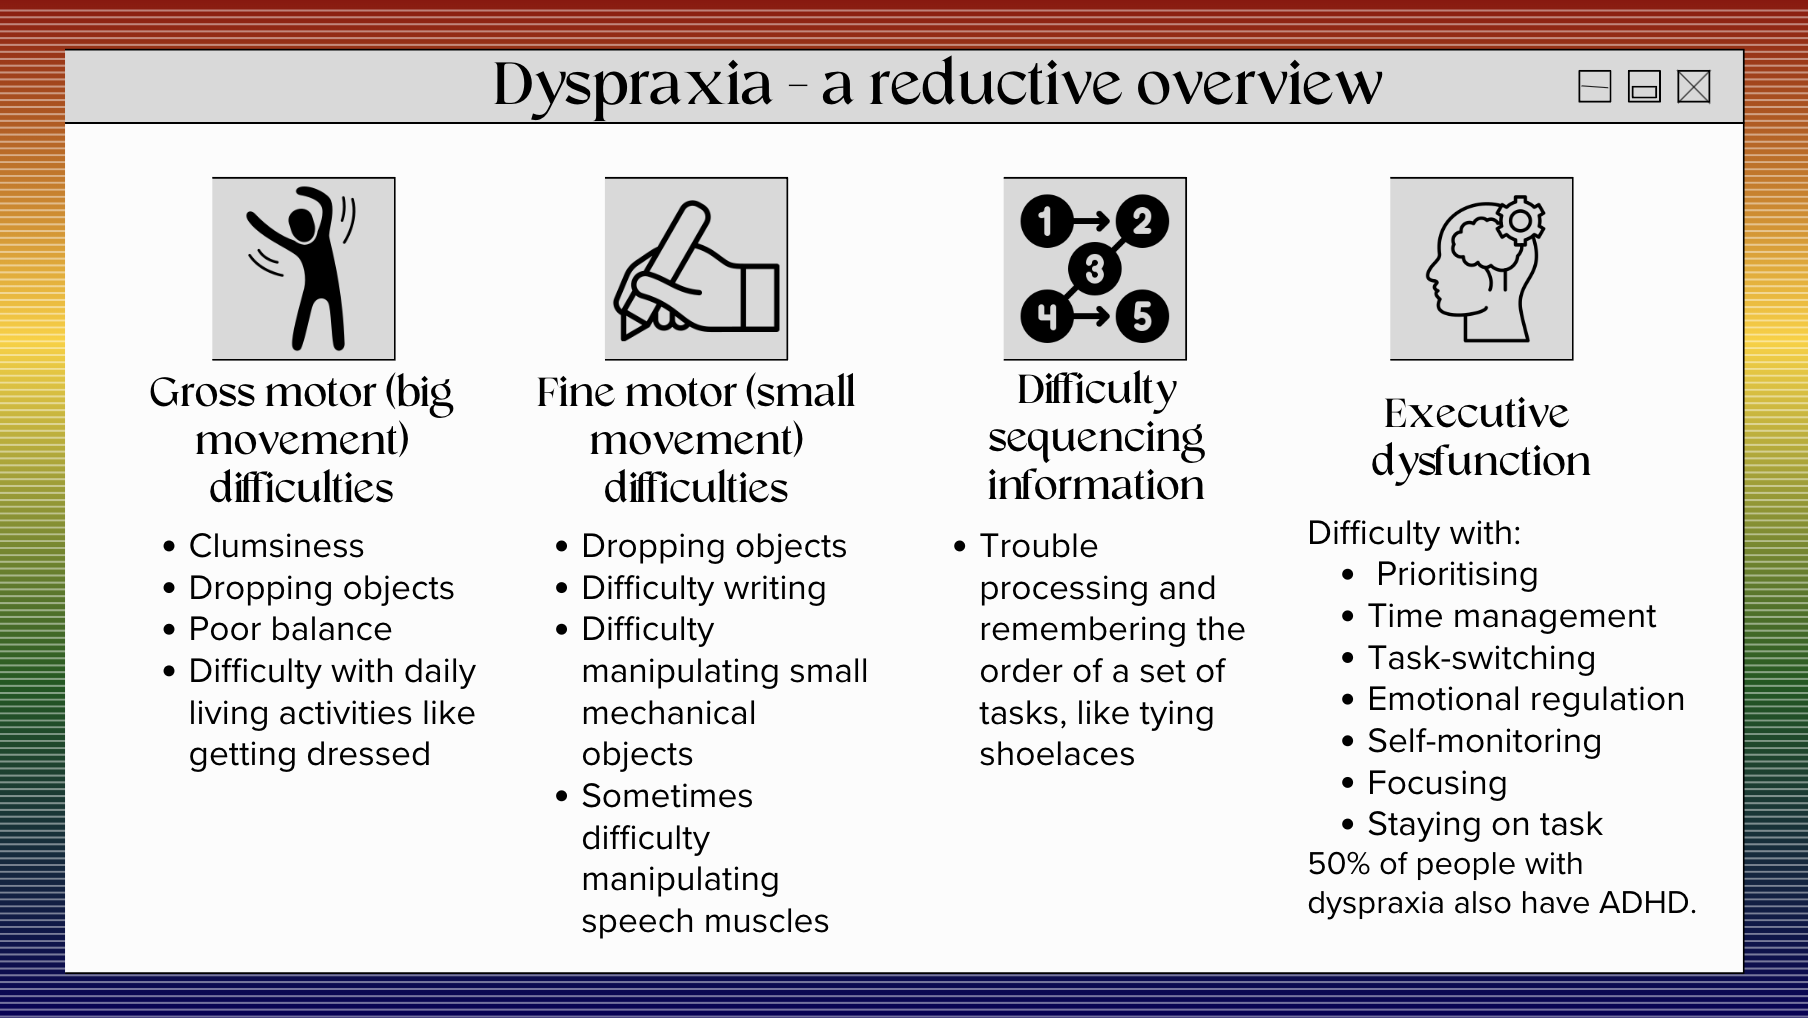 Dyspraxia - a reductive overview
1 2
3
4 5
Gross motor (big
movement)
difficulties
• Clumsiness
• Dropping objects
• Poor balance
• Difficulty with daily
living activities like
getting dressed
Fine motor (small
movement)
difficulties
• Dropping objects
• Difficulty writing
• Difficulty
manipulating small
mechanical
objects
• Sometimes
difficulty
manipulating
speech muscles
Difficulty
sequencing
information
• Trouble
processing and
remembering the
order of a set of
tasks, like tying
shoelaces
Executive
dysfunction
Difficulty with:
• Prioritising
• Time management
• Task-switching
• Emotional regulation
• Self-monitoring
• Focusing
• Staying on task
50% of people with
dyspraxia also have ADHD.